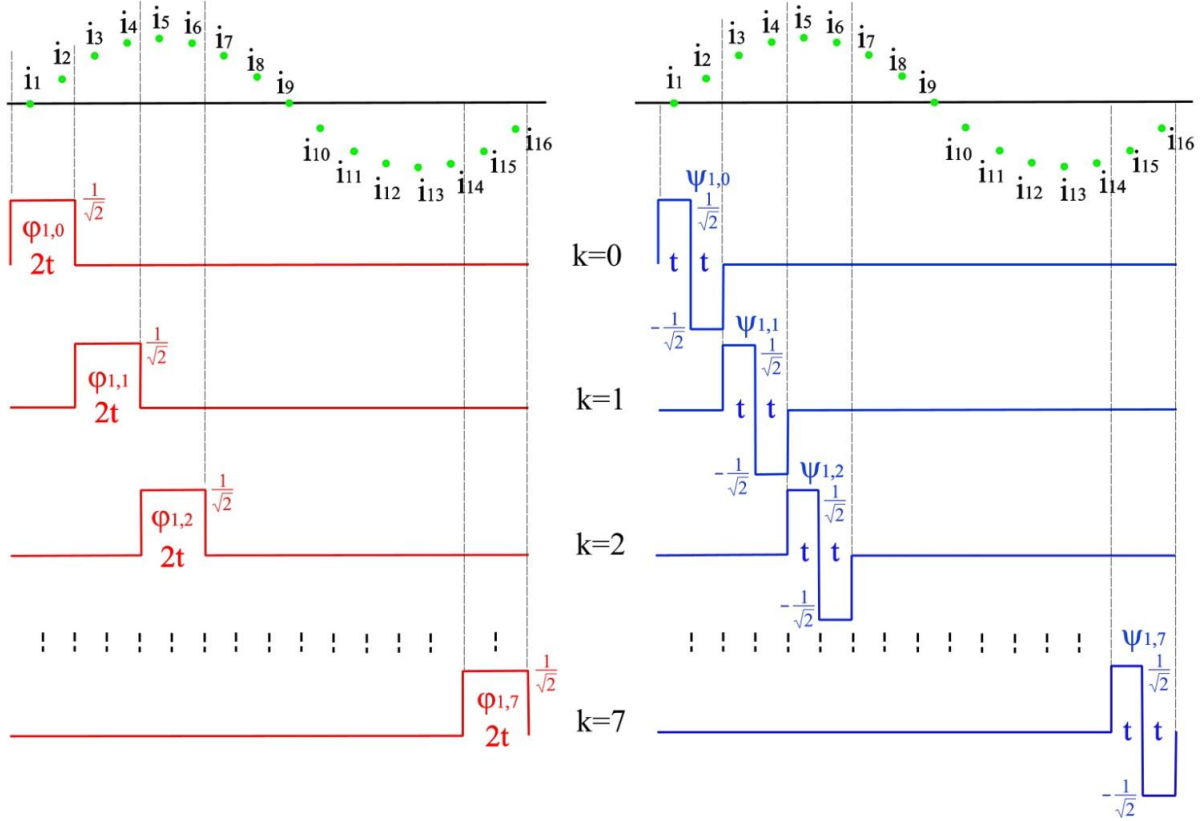 i1 i2 i3 i4 i5 i6 i7 i8 i9 i10 i11 i12 i13 i14 i15 i16
i1 i2 i3 i4 i5 i6 i7 i8 i9 i10 i11 i12 i13 i14 i15 i16
φ1,0
2t
1/√2
k=0
ψ1,0
1/√2
t t
-1/√2
φ1,1
2t
1/√2
k=1
ψ1,1
1/√2
t t
-1/√2
φ1,2
2t
1/√2
k=2
ψ1,2
1/√2
t t
-1/√2
φ1,7
2t
1/√2
k=7
ψ1,7
1/√2
t t
-1/√2